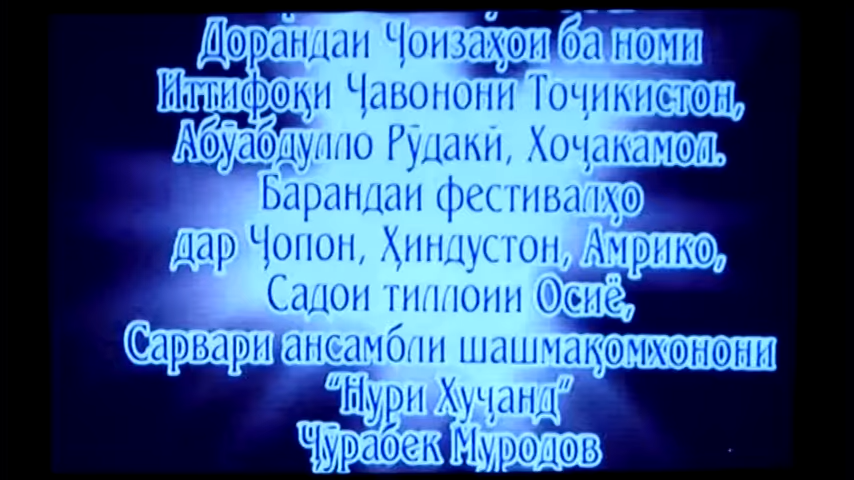 Дорандаи Ҷоизаҳои ба номи
Иттифоқи Ҷавонони Тоҷикистон,
Абӯабдулло Рӯдакӣ, Хоҷакамол.
Барандаи фестивалҳо
дар Ҷопон, Ҳиндустон, Амрико,
Садои тиллоии Осиё,
Сарвари ансамбли шашмақомхонони
"Нури Хуҷанд"
Ҷӯрабек Муродов